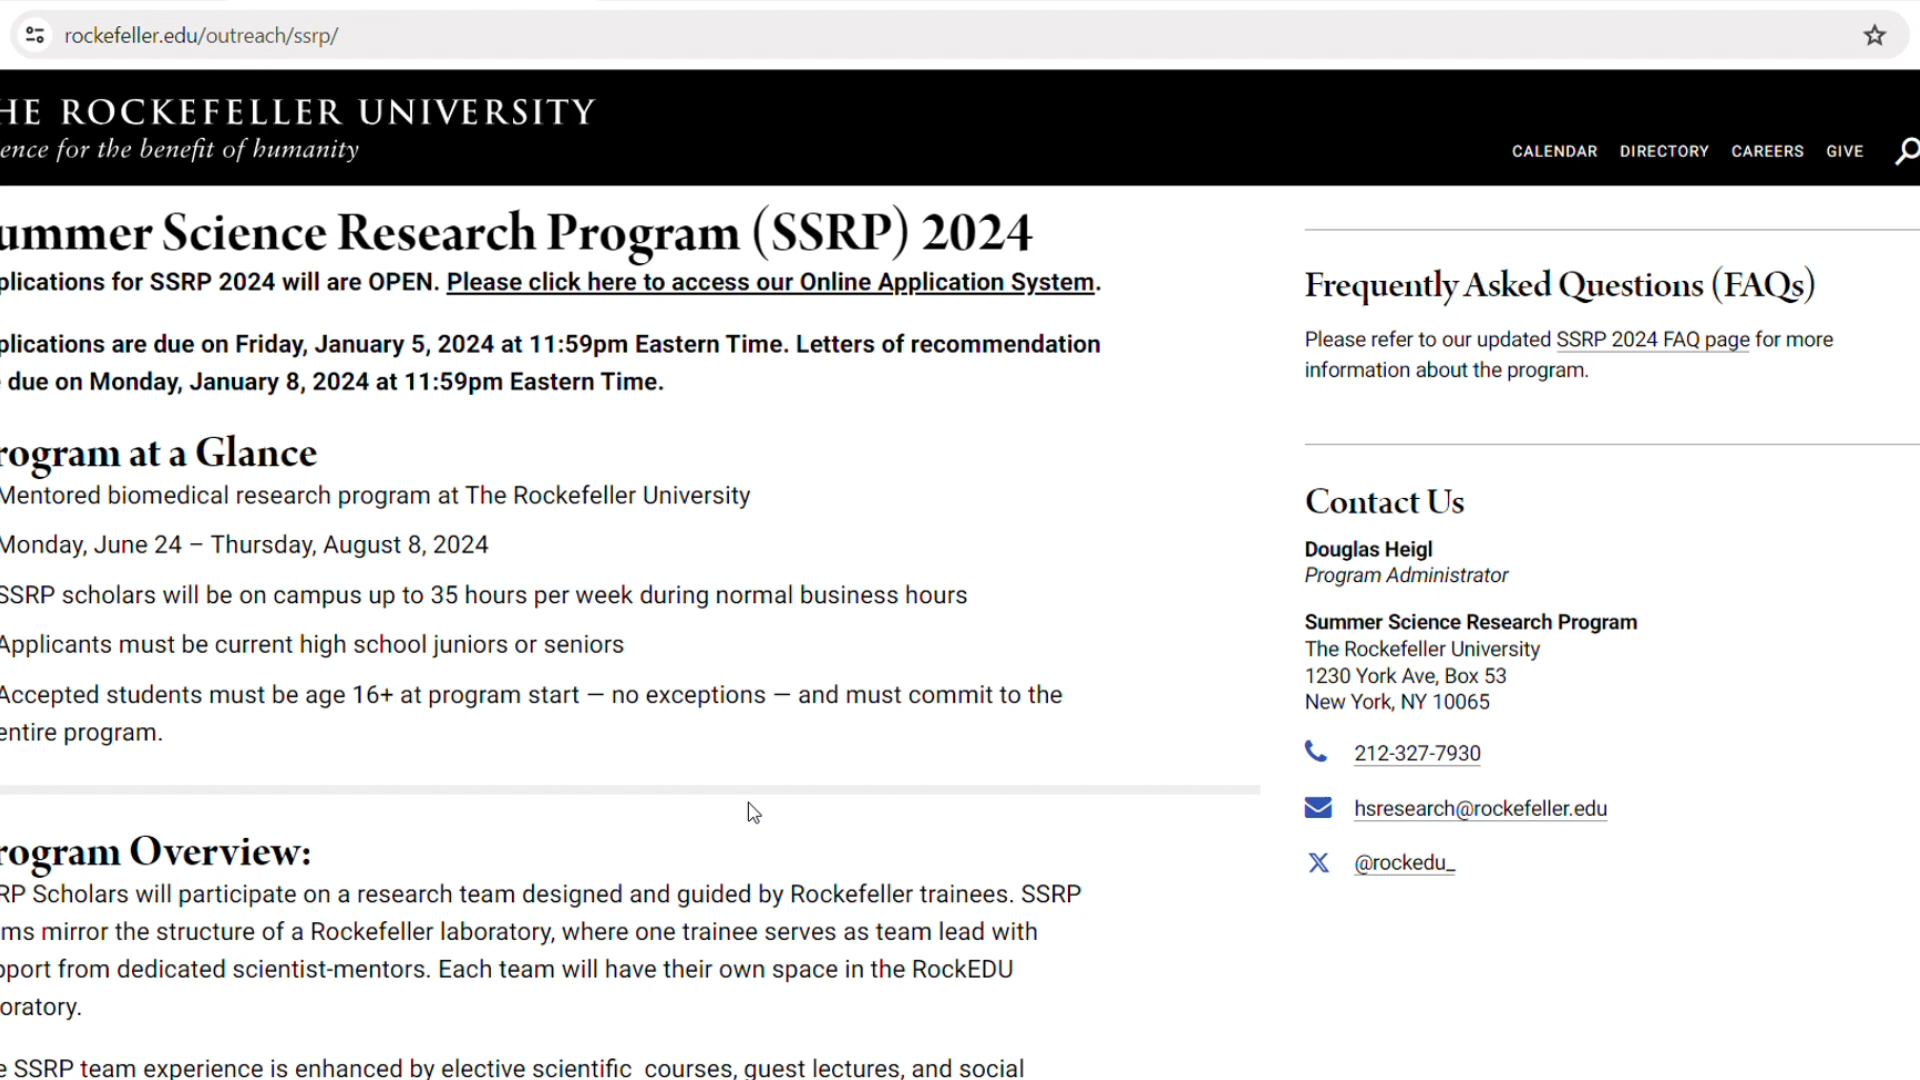 rockefeller.edu/outreach/ssrp/
HE ROCKEFELLER UNIVERSITY
ence for the benefit of humanity
CALENDAR DIRECTORY CAREERS GIVE
ummer Science Research Program (SSRP) 2024
plications for SSRP 2024 will are OPEN. Please click here to access our Online Application System.
plications are due on Friday, January 5, 2024 at 11:59pm Eastern Time. Letters of recommendation
due on Monday, January 8, 2024 at 11:59pm Eastern Time.
rogram at a Glance
Mentored biomedical research program at The Rockefeller University
Monday, June 24 – Thursday, August 8, 2024
SSRP scholars will be on campus up to 35 hours per week during normal business hours
Applicants must be current high school juniors or seniors
Accepted students must be age 16+ at program start — no exceptions — and must commit to the
entire program.
rogram Overview:
RP Scholars will participate on a research team designed and guided by Rockefeller trainees. SSRP
ms mirror the structure of a Rockefeller laboratory, where one trainee serves as team lead with
pport from dedicated scientist-mentors. Each team will have their own space in the RockEDU
oratory.
e SSRP team experience is enhanced by elective scientific courses, guest lectures, and social
Frequently Asked Questions (FAQs)
Please refer to our updated SSRP 2024 FAQ page for more
information about the program.
Contact Us
Douglas Heigl
Program Administrator
Summer Science Research Program
The Rockefeller University
1230 York Ave, Box 53
New York, NY 10065
212-327-7930
hsresearch@rockefeller.edu
@rockedu_